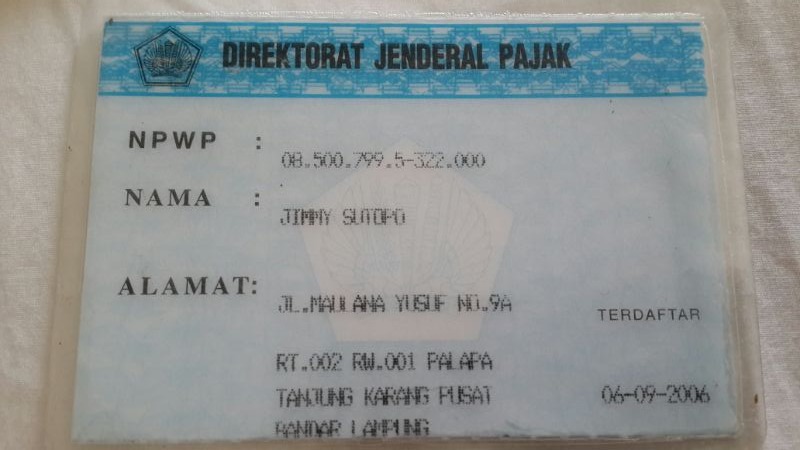 DIREKTORAT JENDERAL PAJAK
NPWP : 08.500.799.5-322.000
NAMA : JIMMY SUTOPO
ALAMAT: JL.MAULANA YUSUF NO.9A
TERDAFTAR
RT.002 RW.001 PALAPA
TANJUNG KARANG PUSAT 06-09-2006
BANDAR LAMPUNG